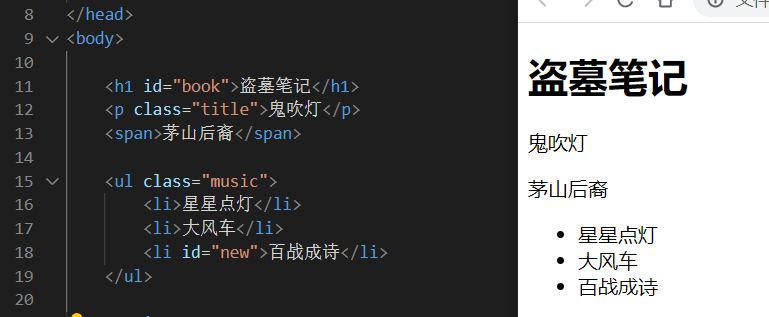 8 </head>
9 <body>
10
11 <h1 id="book">盗墓笔记</h1>
12 <p class="title">鬼吹灯</p>
13 <span>茅山后裔</span>
14
15 <ul class="music">
16 <li>星星点灯</li>
17 <li>大风车</li>
18 <li id="new">百战成诗</li>
19 </ul>
20
盗墓笔记
鬼吹灯
茅山后裔
星星点灯
大风车
百战成诗